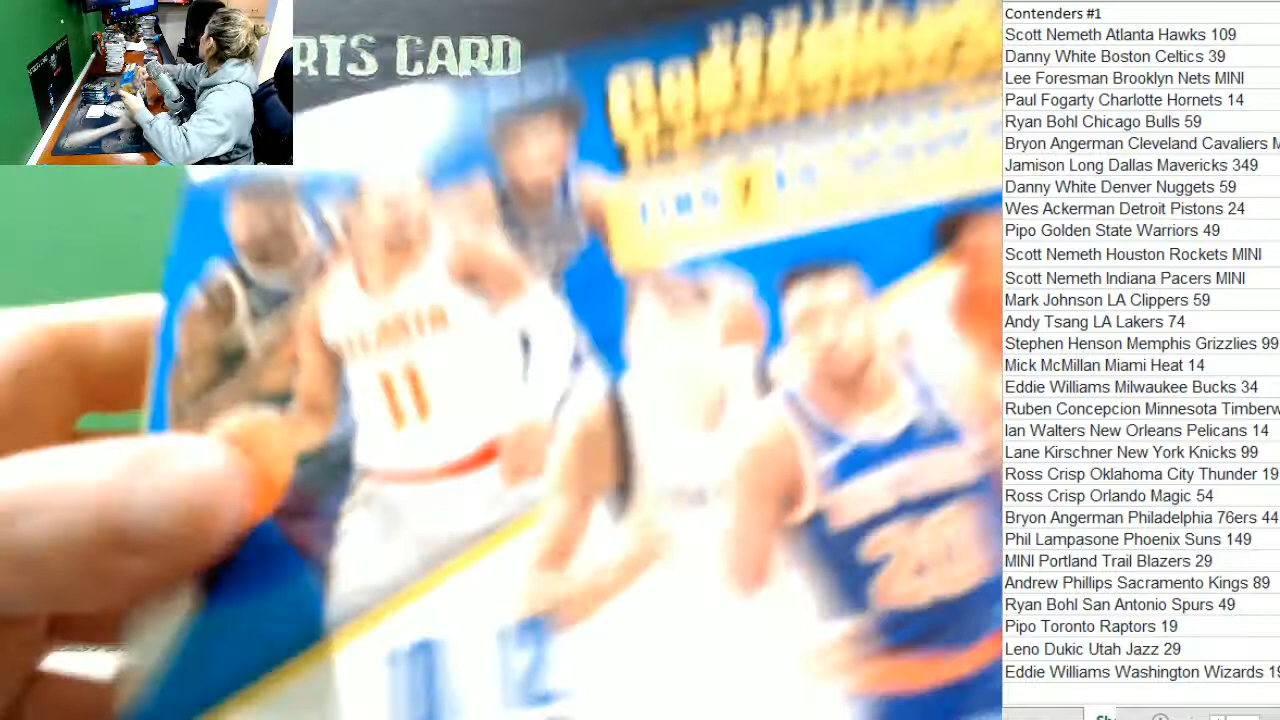 RTS CARD
11
20
Contenders #1
Scott Nemeth Atlanta Hawks 109
Danny White Boston Celtics 39
Lee Foresman Brooklyn Nets MINI
Paul Fogarty Charlotte Hornets 14
Ryan Bohl Chicago Bulls 59
Bryon Angerman Cleveland Cavaliers M
Jamison Long Dallas Mavericks 349
Danny White Denver Nuggets 59
Wes Ackerman Detroit Pistons 24
Pipo Golden State Warriors 49
Scott Nemeth Houston Rockets MINI
Scott Nemeth Indiana Pacers MINI
Mark Johnson LA Clippers 59
Andy Tsang LA Lakers 74
Stephen Henson Memphis Grizzlies 99
Mick McMillan Miami Heat 14
Eddie Williams Milwaukee Bucks 34
Ruben Concepcion Minnesota Timberw
Ian Walters New Orleans Pelicans 14
Lane Kirschner New York Knicks 99
Ross Crisp Oklahoma City Thunder 19
Ross Crisp Orlando Magic 54
Bryon Angerman Philadelphia 76ers 44
Phil Lampasone Phoenix Suns 149
MINI Portland Trail Blazers 29
Andrew Phillips Sacramento Kings 89
Ryan Bohl San Antonio Spurs 49
Pipo Toronto Raptors 19
Leno Dukic Utah Jazz 29
Eddie Williams Washington Wizards 19